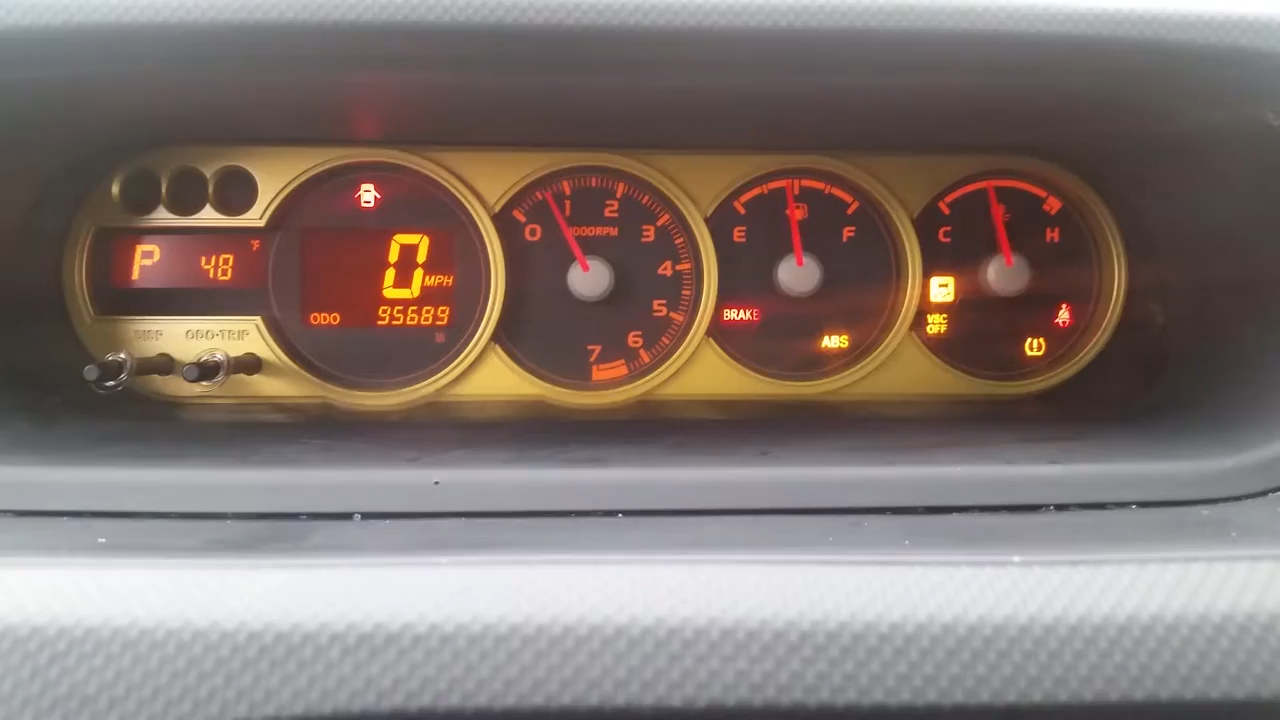 P 48 °F
DISP ODO•TRIP
0 MPH
ODO 95689
0 1 2 3 4 5 6 7
1000RPM
E F
BRAKE
ABS
C H
VSC
OFF